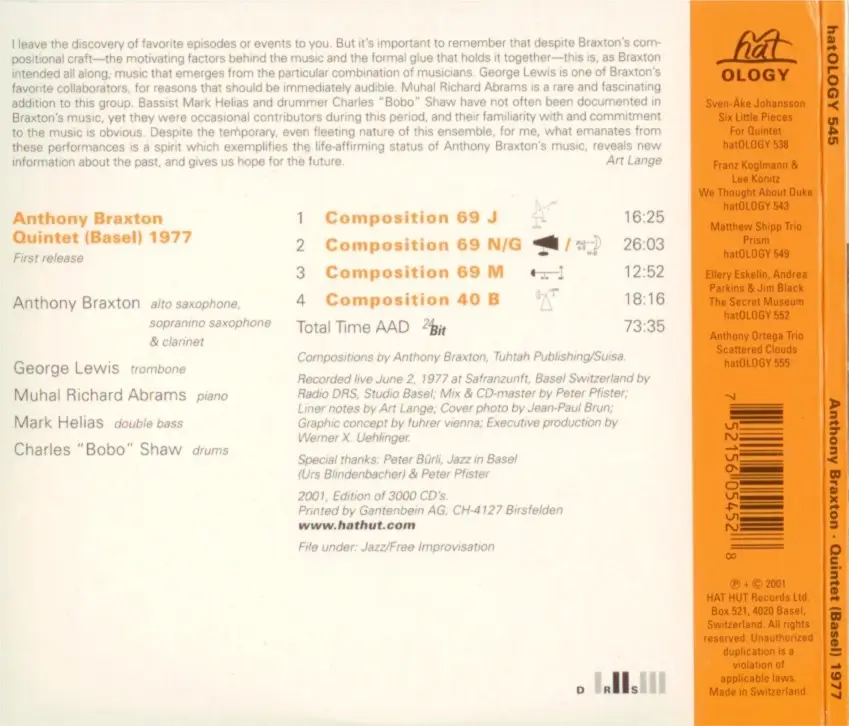 I leave the discovery of favorite episodes or events to you. But it's important to remember that despite Braxton's com-
positional craft—the motivating factors behind the music and the formal glue that holds it together—this is, as Braxton
intended all along, music that emerges from the particular combination of musicians. George Lewis is one of Braxton's
favorite collaborators, for reasons that should be immediately audible. Muhal Richard Abrams is a rare and fascinating
addition to this group. Bassist Mark Helias and drummer Charles "Bobo" Shaw have not often been documented in
Braxton's music, yet they were occasional contributors during this period, and their familiarity with and commitment
to the music is obvious. Despite the temporary, even fleeting nature of this ensemble, for me, what emanates from
these performances is a spirit which exemplifies the life-affirming status of Anthony Braxton's music, reveals new
information about the past, and gives us hope for the future. Art Lange
Anthony Braxton
Quintet (Basel) 1977
First release
Anthony Braxton alto saxophone,
sopranino saxophone
& clarinet
George Lewis trombone
Muhal Richard Abrams piano
Mark Helias double bass
Charles "Bobo" Shaw drums
1 Composition 69 J 16:25
2 Composition 69 N/G / 26:03
3 Composition 69 M 12:52
4 Composition 40 B 18:16
Total Time AAD 24Bit 73:35
Compositions by Anthony Braxton, Tuhtah Publishing/Suisa.
Recorded live June 2, 1977 at Safranzunft, Basel Switzerland by
Radio DRS, Studio Basel; Mix & CD-master by Peter Pfister;
Liner notes by Art Lange; Cover photo by Jean-Paul Brun;
Graphic concept by fuhrer vienna; Executive production by
Werner X. Uehlinger.
Special thanks: Peter Bürli, Jazz in Basel
(Urs Blindenbacher) & Peter Pfister
2001, Edition of 3000 CD's.
Printed by Gantenbein AG, CH-4127 Birsfelden
www.hathut.com
File under: Jazz/Free Improvisation
D R S
hat
OLOGY
Sven-Åke Johansson
Six Little Pieces
For Quintet
hatOLOGY 538
Franz Koglmann &
Lee Konitz
We Thought About Duke
hatOLOGY 543
Matthew Shipp Trio
Prism
hatOLOGY 549
Ellery Eskelin, Andrea
Parkins & Jim Black
The Secret Museum
hatOLOGY 552
Anthony Ortega Trio
Scattered Clouds
hatOLOGY 555
7 52156 05452 8
℗ + © 2001
HAT HUT Records Ltd.
Box 521, 4020 Basel,
Switzerland. All rights
reserved. Unauthorized
duplication is a
violation of
applicable laws.
Made in Switzerland.
hatOLOGY 545
Anthony Braxton · Quintet (Basel) 1977